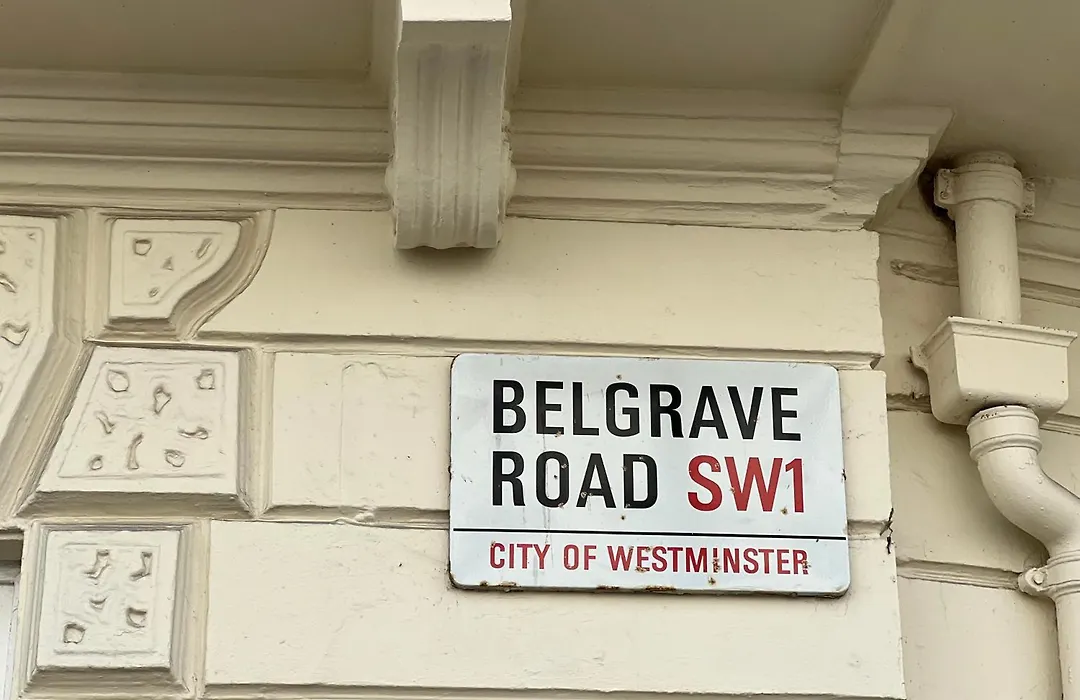 BELGRAVE
ROAD SW1
CITY OF WESTMINSTER